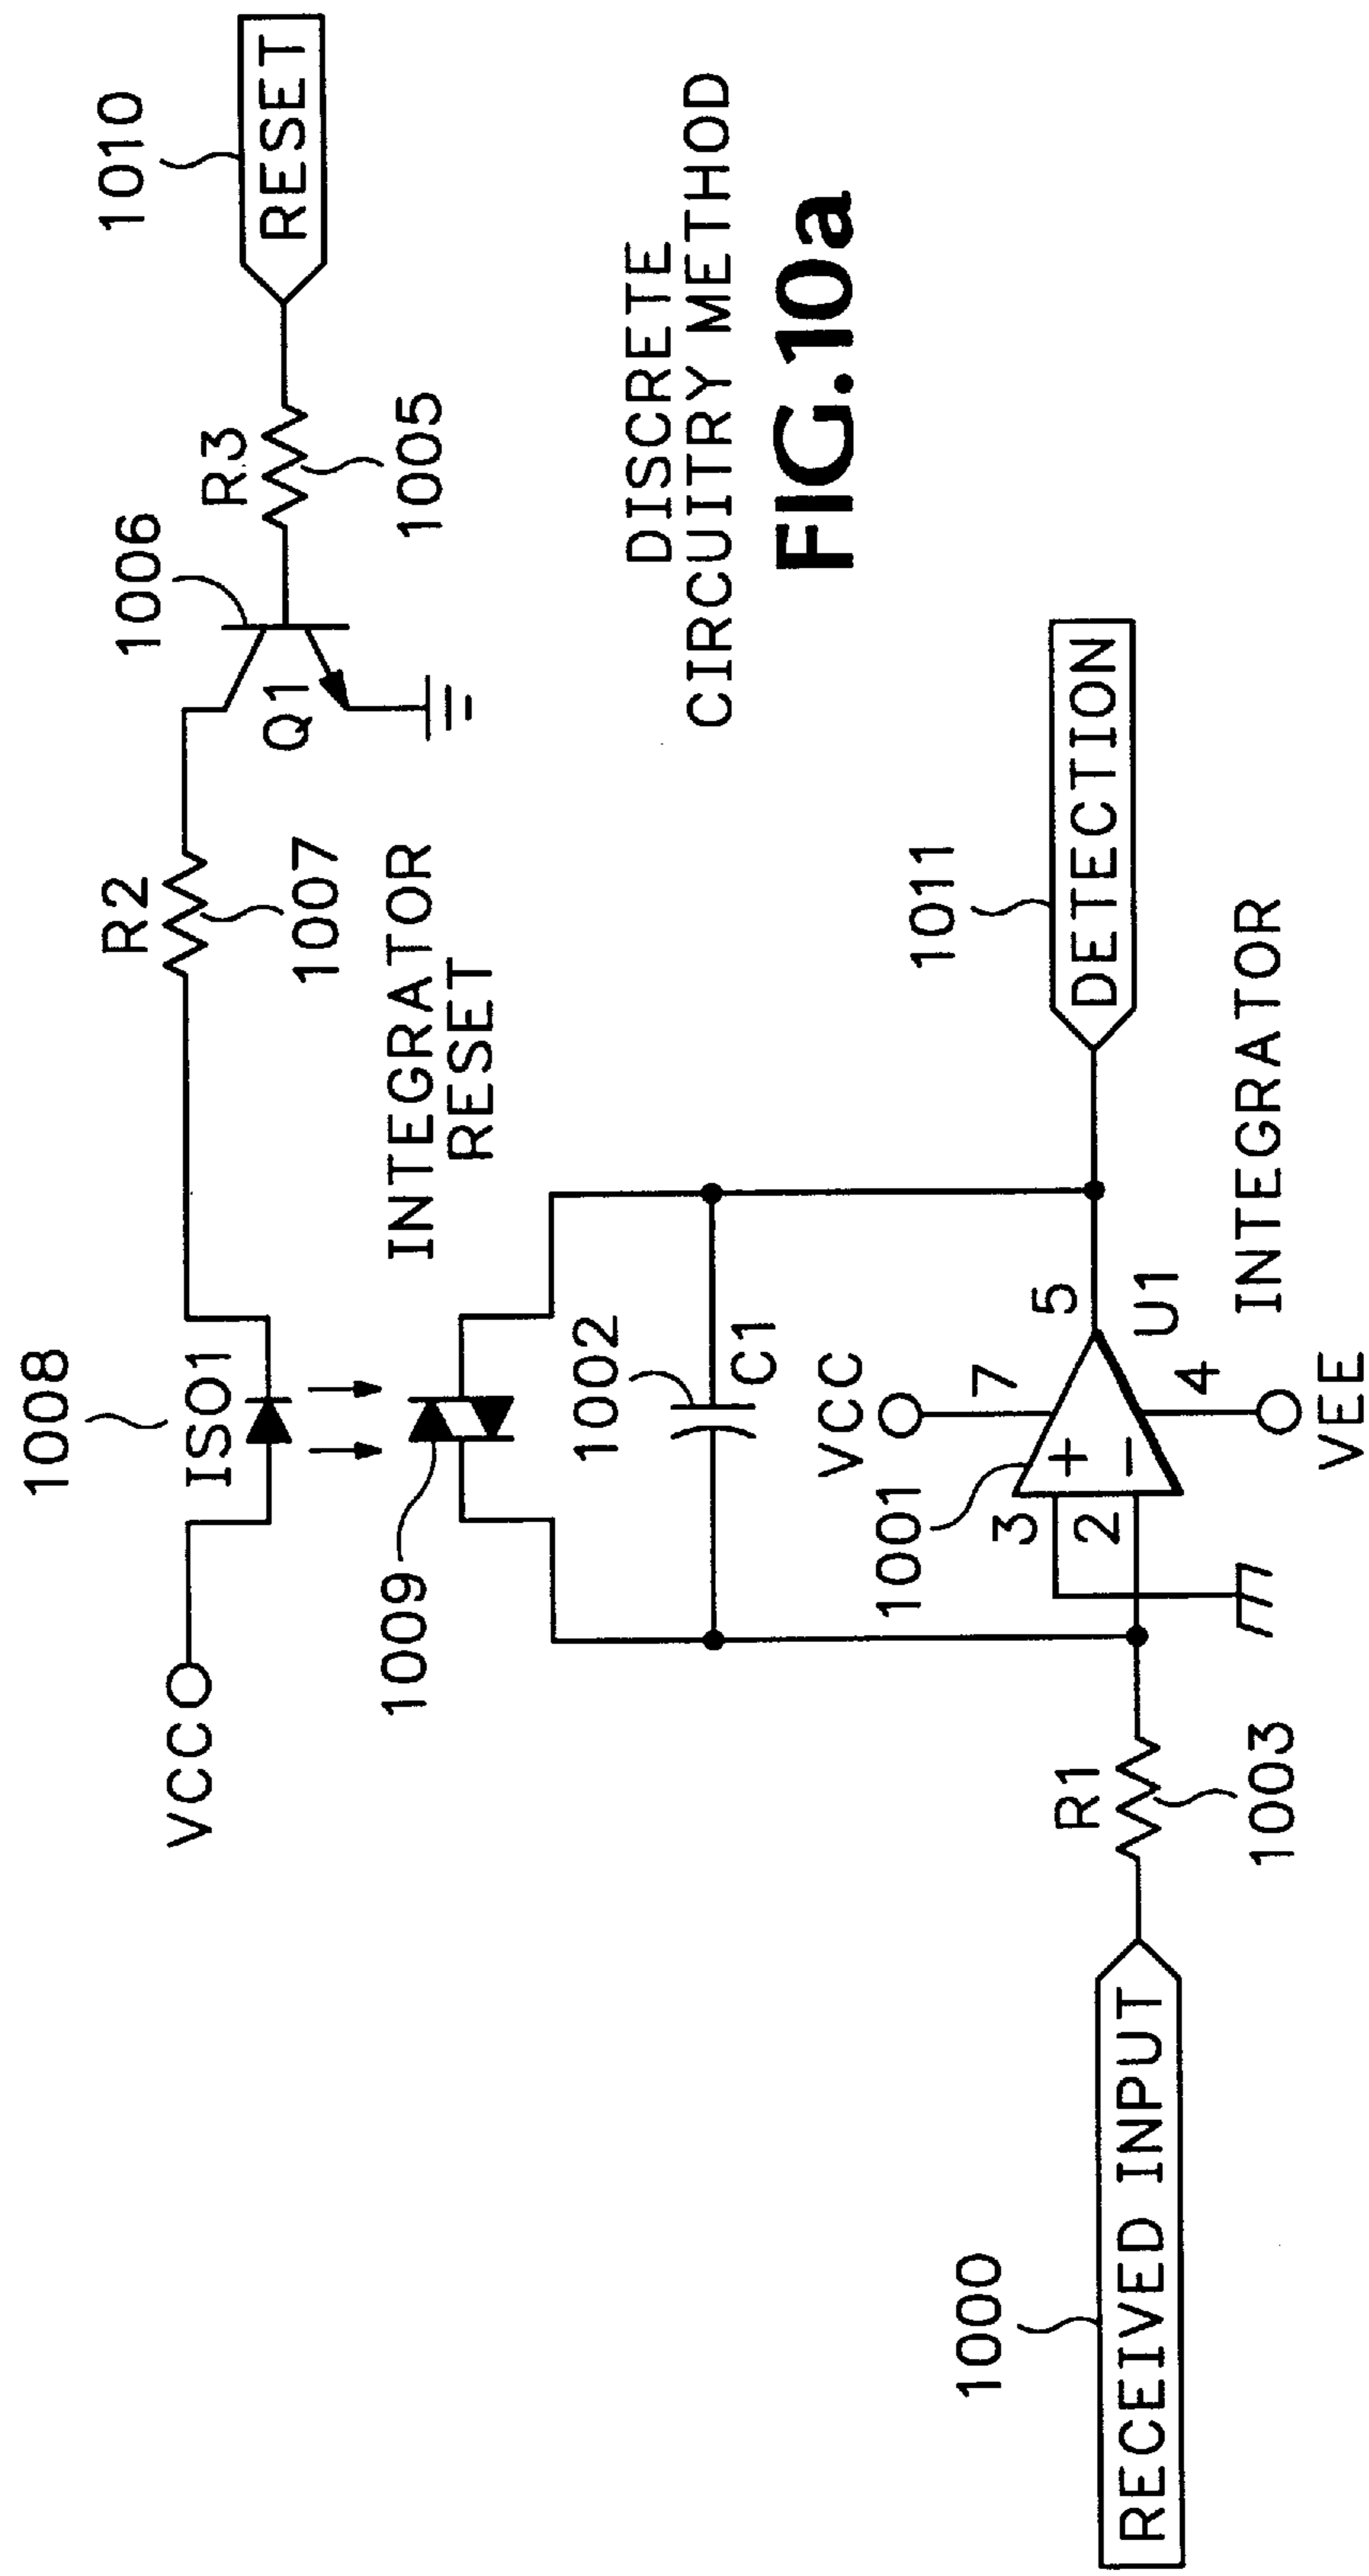 1010
RESET
R3
1005
1006
Q1
R2
1007
1008
ISO1
VCC
INTEGRATOR
RESET
1009
1002
C1
VCC
7
1001
3
2
+
−
5
U1
4
VEE
INTEGRATOR
1011
DETECTION
R1
1003
1000
RECEIVED INPUT
DISCRETE
CIRCUITRY METHOD
FIG.10a